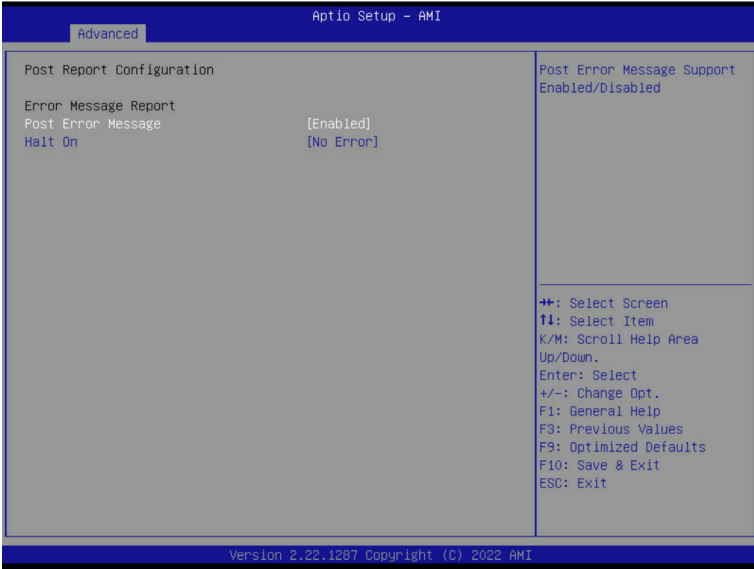 Aptio Setup – AMI
Advanced
Post Report Configuration
Error Message Report
Post Error Message [Enabled]
Halt On [No Error]
Post Error Message Support
Enabled/Disabled
→←: Select Screen
↑↓: Select Item
K/M: Scroll Help Area
Up/Down.
Enter: Select
+/-: Change Opt.
F1: General Help
F3: Previous Values
F9: Optimized Defaults
F10: Save & Exit
ESC: Exit
Version 2.22.1287 Copyright (C) 2022 AMI